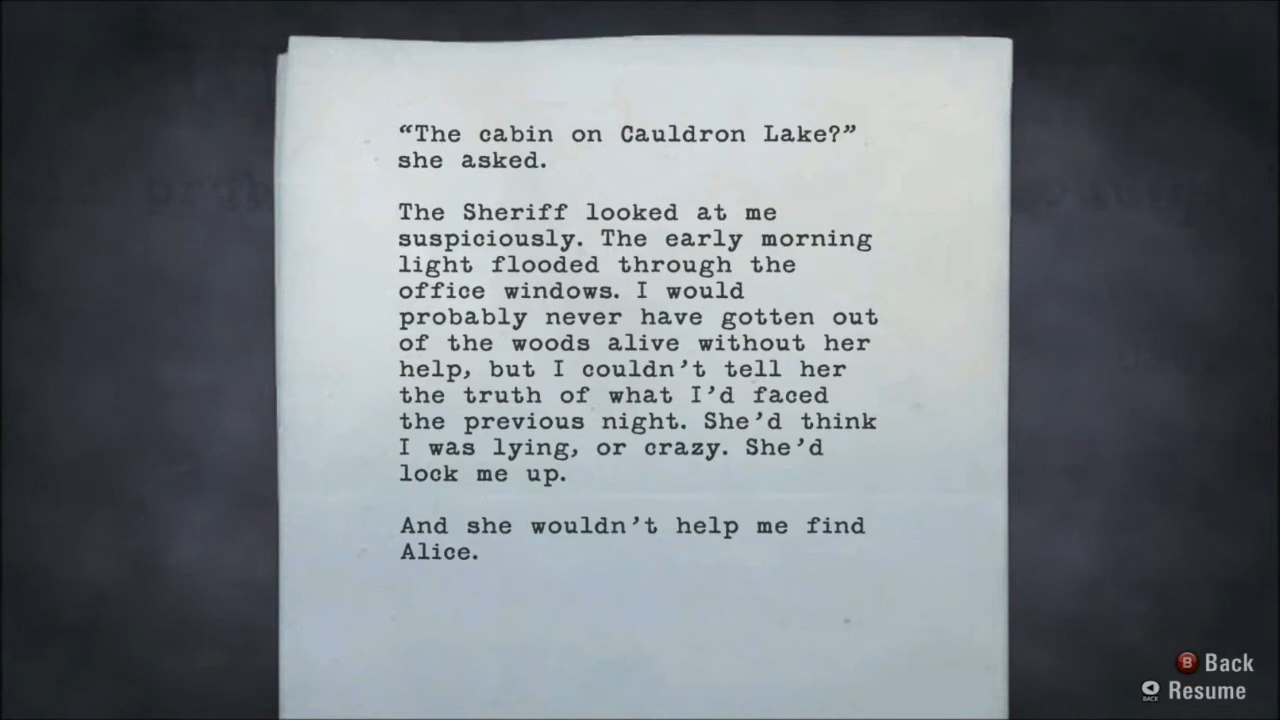 “The cabin on Cauldron Lake?”
she asked.
The Sheriff looked at me
suspiciously. The early morning
light flooded through the
office windows. I would
probably never have gotten out
of the woods alive without her
help, but I couldn’t tell her
the truth of what I’d faced
the previous night. She’d think
I was lying, or crazy. She’d
lock me up.
And she wouldn’t help me find
Alice.
B Back
BACK Resume